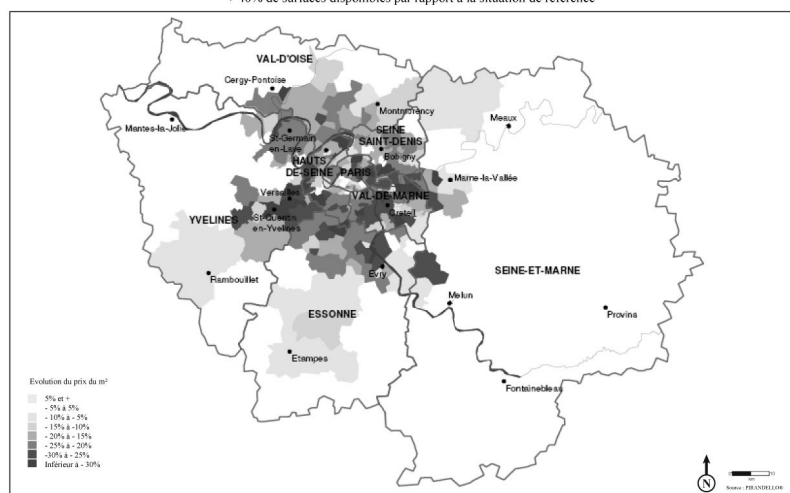 + 40% de surfaces disponibles par rapport à la situation de référence
VAL-D'OISE
Cergy-Pontoise
Montmorency
Meaux
Mantes-la-Jolie
St-Germain
en-Laye
SEINE
SAINT-DENIS
Bobigny
HAUTS
DE-SEINE
PARIS
Marne-la-Vallée
Versailles
VAL-DE-MARNE
Créteil
YVELINES
St-Quentin
en-Yvelines
Rambouillet
Evry
SEINE-ET-MARNE
Melun
Provins
ESSONNE
Etampes
Fontainebleau
Evolution du prix du m²
5% et +
- 5% à 5%
- 10% à - 5%
- 15% à -10%
- 20% à - 15%
- 25% à - 20%
-30% à - 25%
Inférieur à - 30%
N
0 10
km
Source : PIRANDELLO®